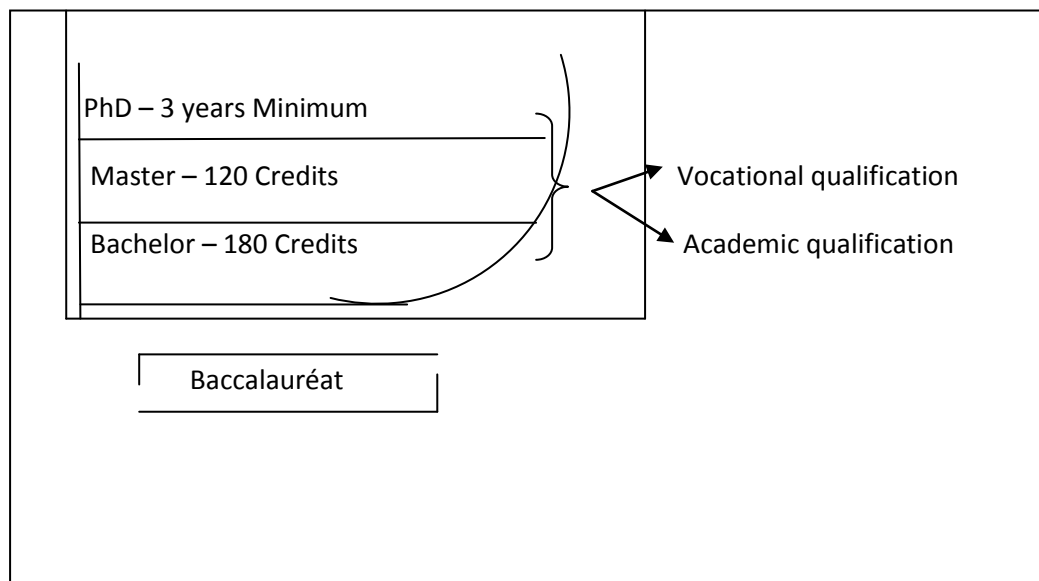 PhD – 3 years Minimum
Master – 120 Credits
Vocational qualification
Bachelor – 180 Credits
Academic qualification
Baccalauréat